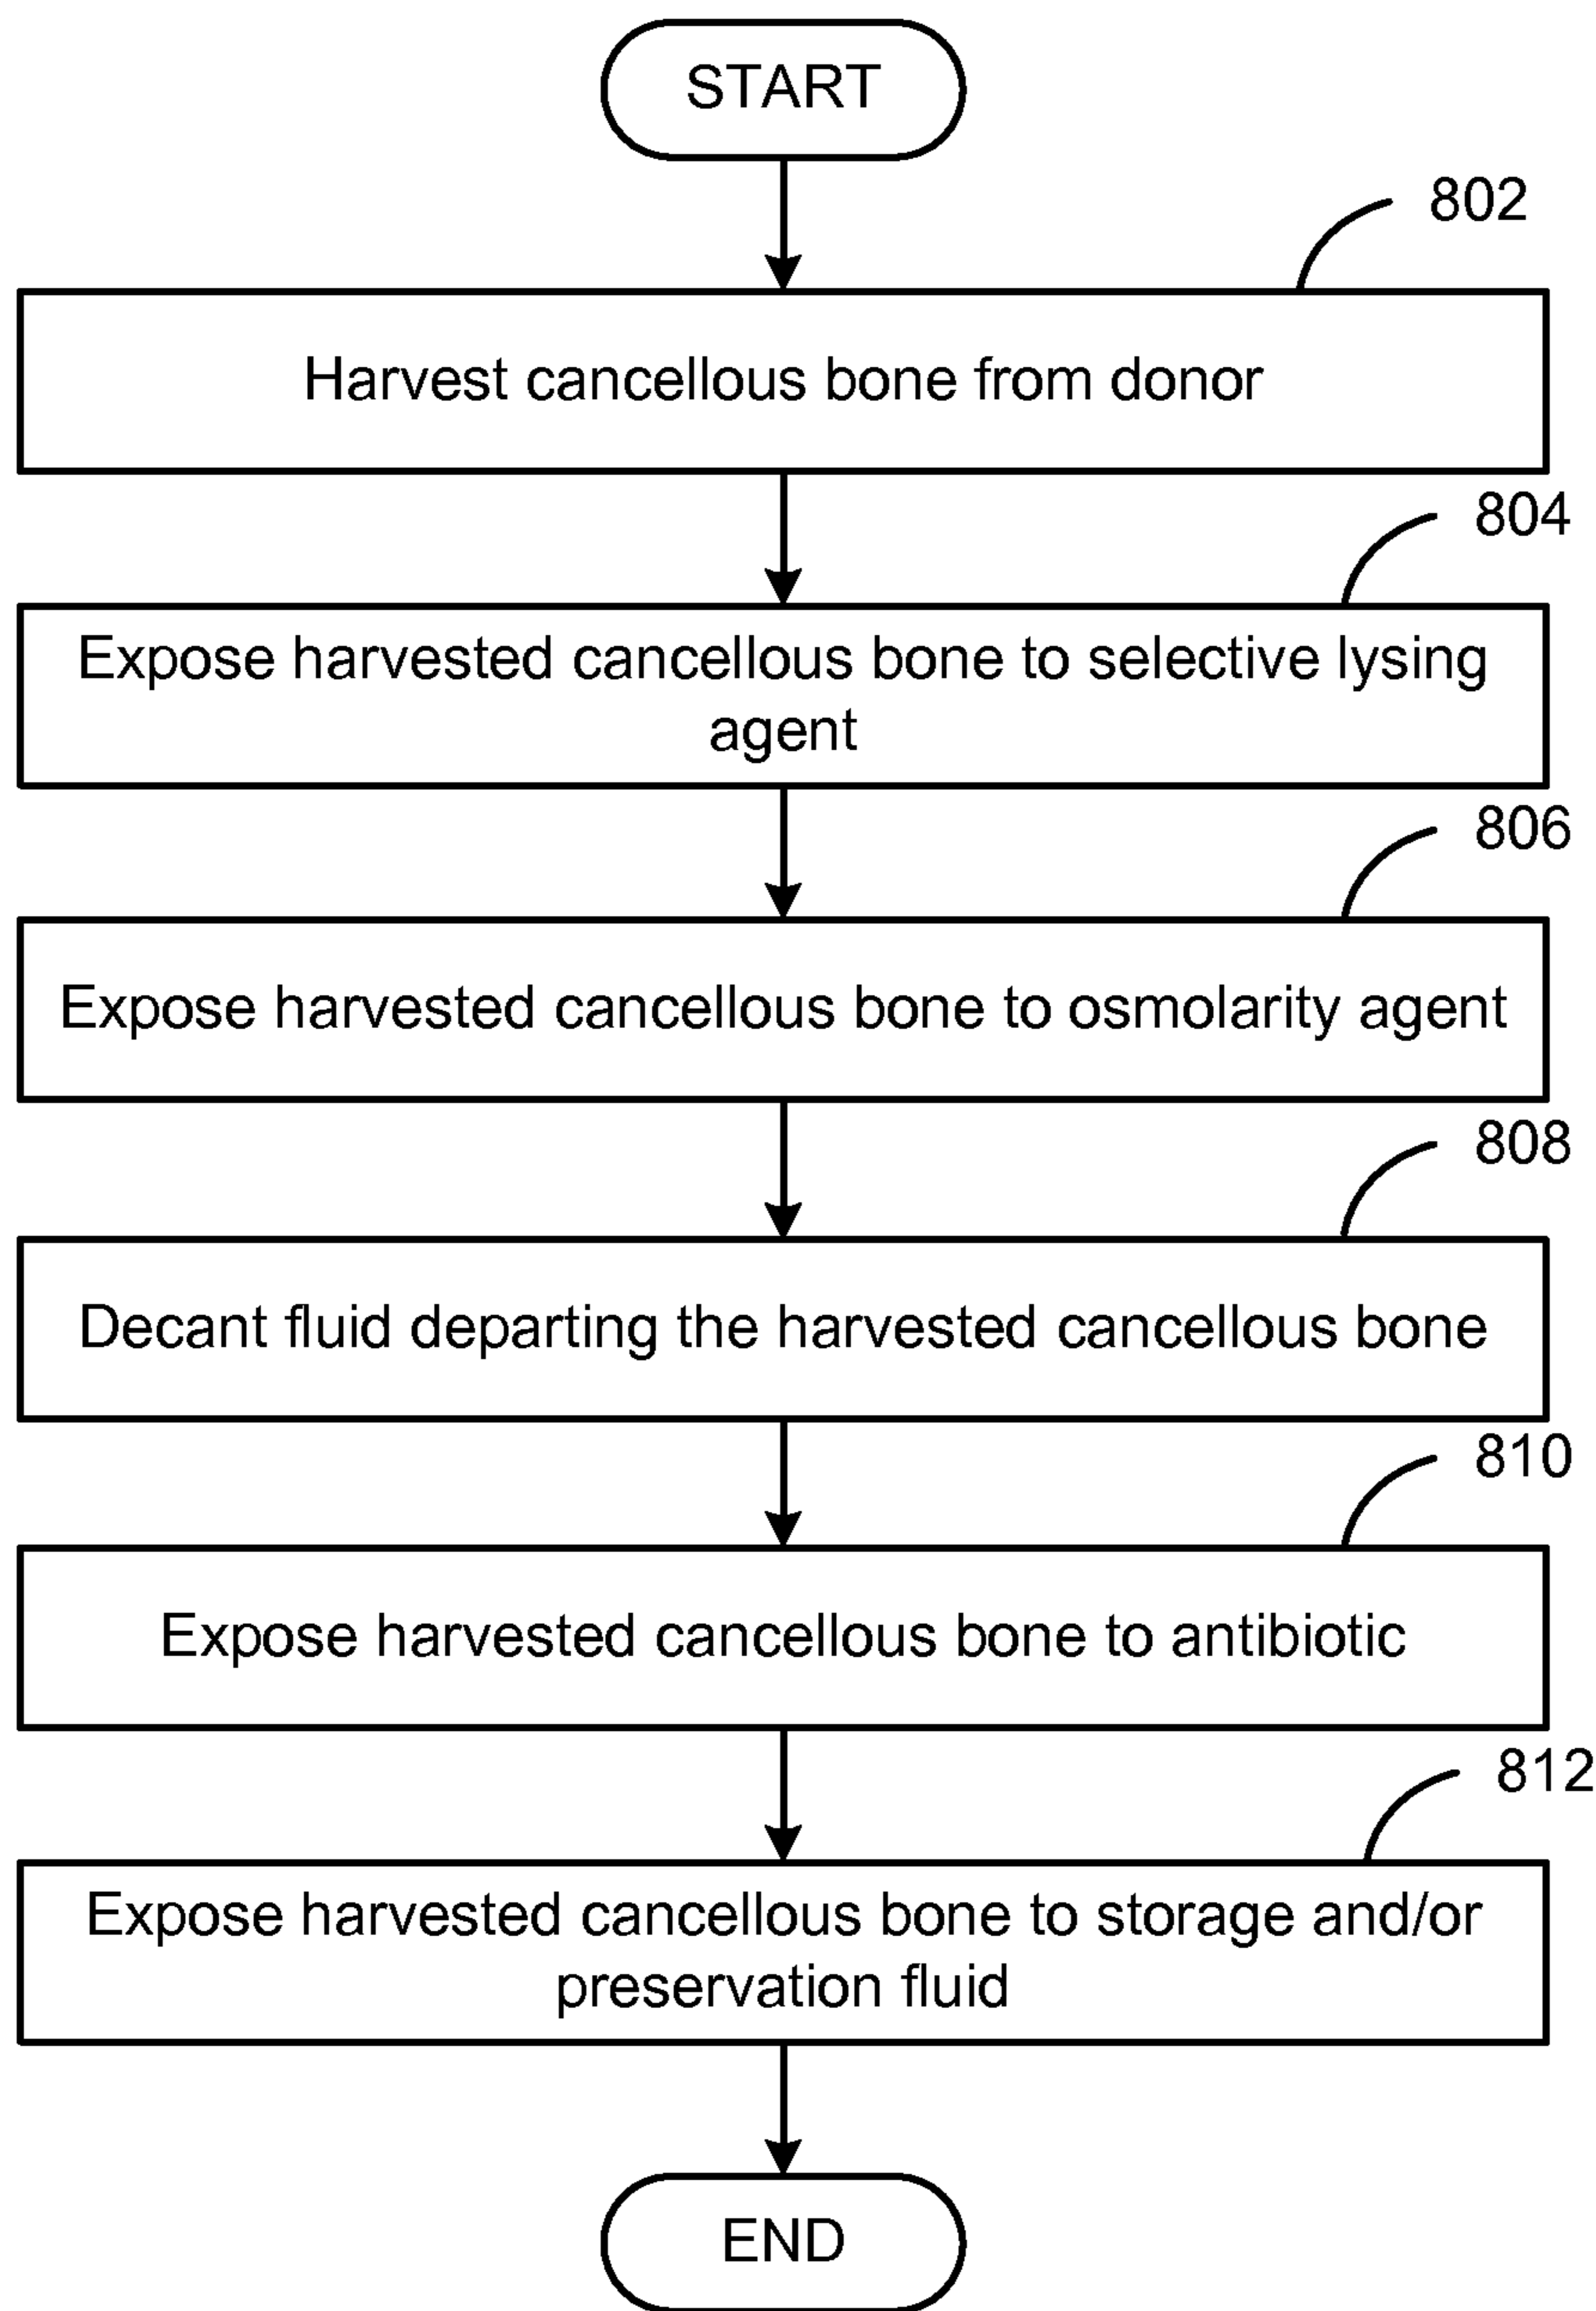 START
802
Harvest cancellous bone from donor
804
Expose harvested cancellous bone to selective lysing
agent
806
Expose harvested cancellous bone to osmolarity agent
808
Decant fluid departing the harvested cancellous bone
810
Expose harvested cancellous bone to antibiotic
812
Expose harvested cancellous bone to storage and/or
preservation fluid
END